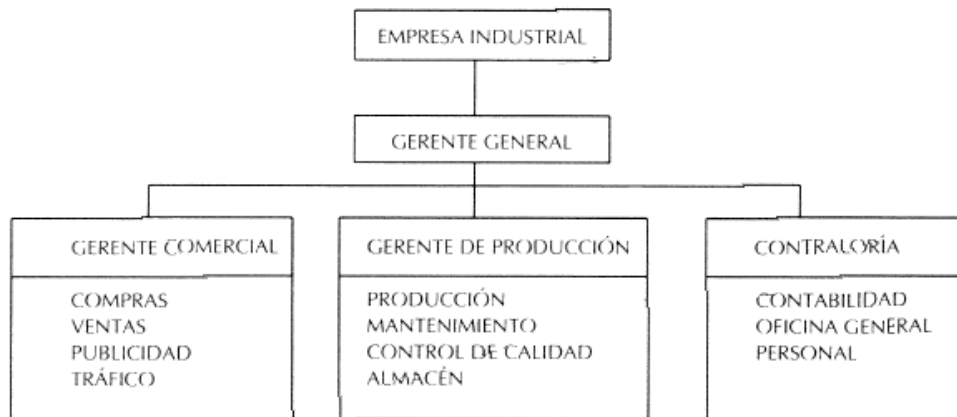 EMPRESA INDUSTRIAL
GERENTE GENERAL
GERENTE COMERCIAL
COMPRAS
VENTAS
PUBLICIDAD
TRÁFICO
GERENTE DE PRODUCCIÓN
PRODUCCIÓN
MANTENIMIENTO
CONTROL DE CALIDAD
ALMACÉN
CONTRALORÍA
CONTABILIDAD
OFICINA GENERAL
PERSONAL